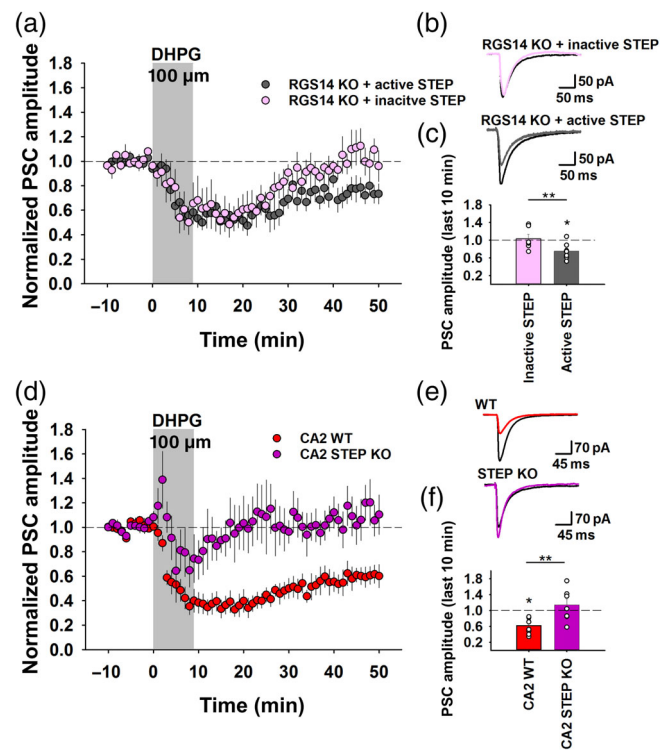 (a)
DHPG
100 µm
RGS14 KO + active STEP
RGS14 KO + inacitve STEP
Normalized PSC amplitude
1.8
1.6
1.4
1.2
1.0
0.8
0.6
0.4
0.2
0.0
−10 0 10 20 30 40 50
Time (min)
(b)
RGS14 KO + inactive STEP
50 pA
50 ms
(c)
RGS14 KO + active STEP
50 pA
50 ms
PSC amplitude (last 10 min)
1.8
1.4
1.0
0.6
0.2
**
*
Inactive STEP
Active STEP
(d)
DHPG
100 µm
CA2 WT
CA2 STEP KO
Normalized PSC amplitude
1.8
1.6
1.4
1.2
1.0
0.8
0.6
0.4
0.2
0.0
−10 0 10 20 30 40 50
Time (min)
(e)
WT
70 pA
45 ms
(f)
STEP KO
70 pA
45 ms
PSC amplitude (last 10 min)
1.8
1.4
1.0
0.6
0.2
**
*
CA2 WT
CA2 STEP KO